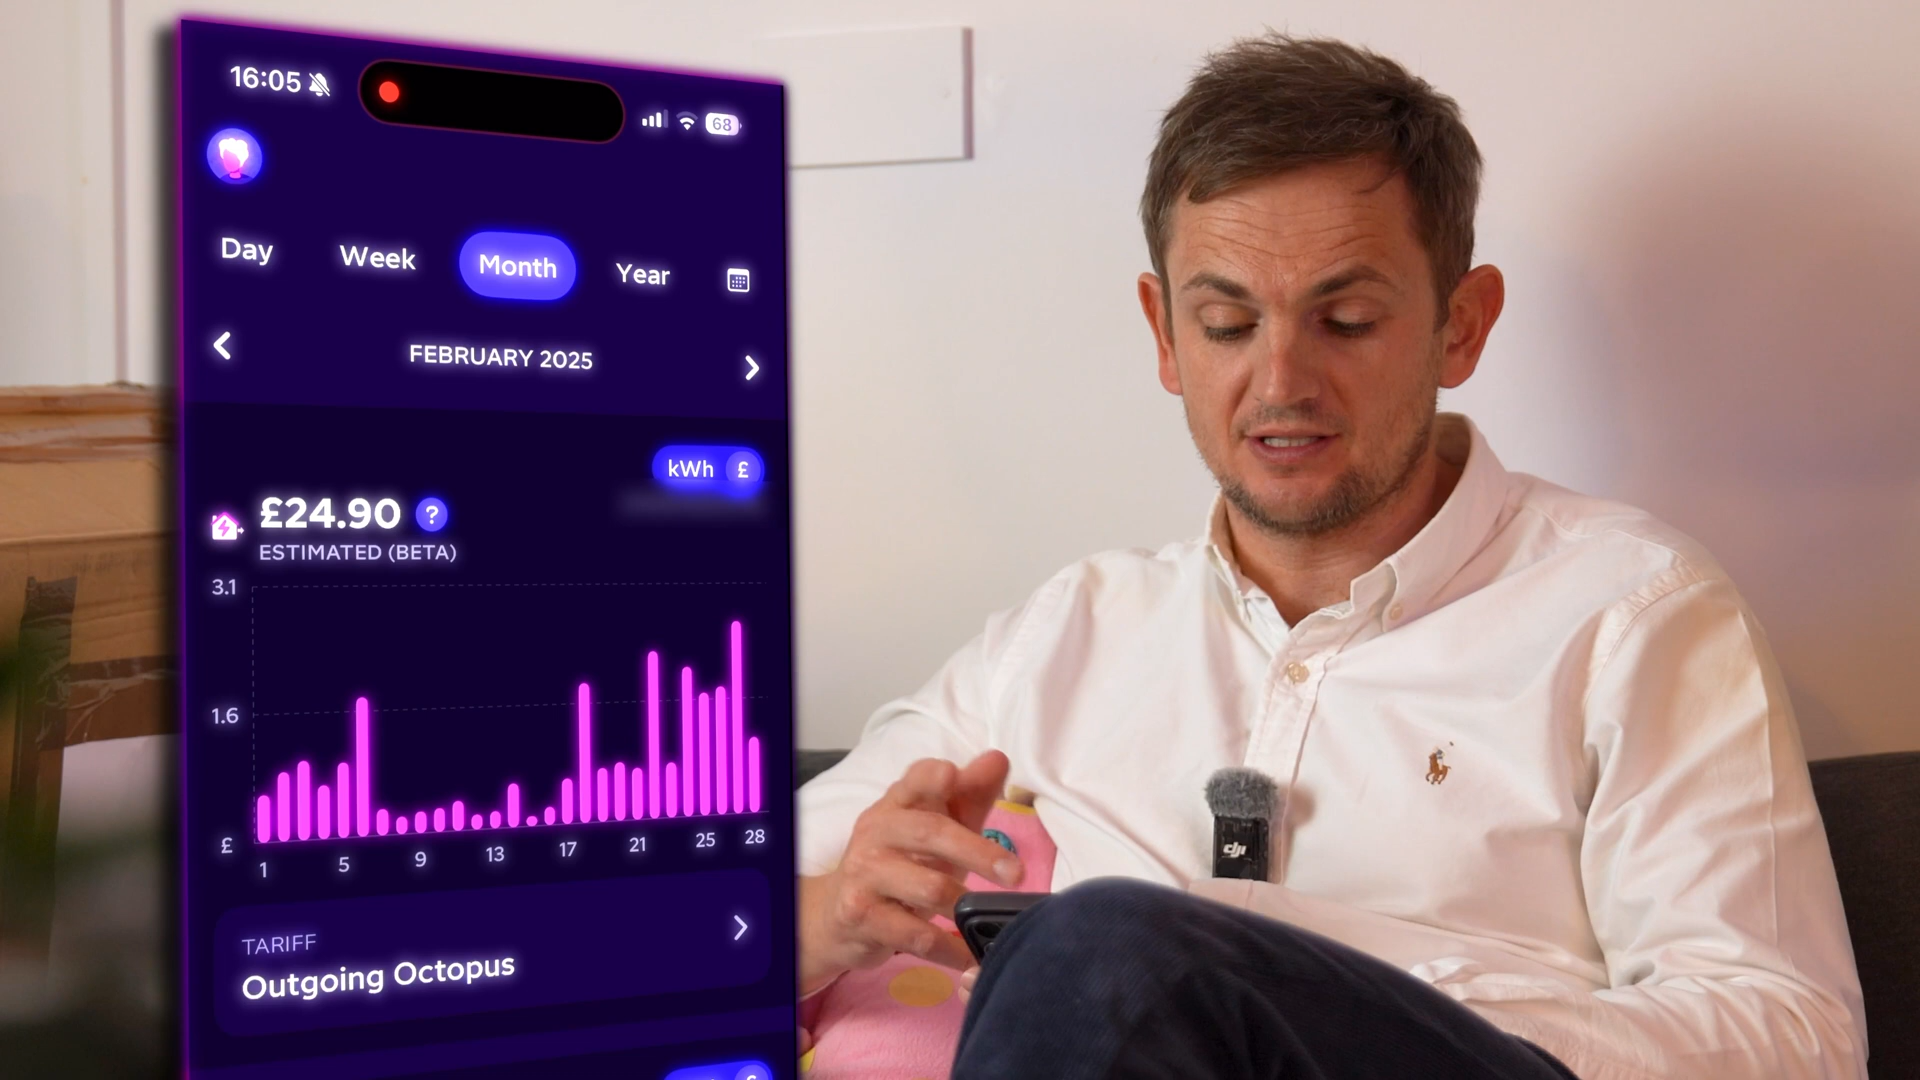 16:05
68
Day Week Month Year
FEBRUARY 2025
kWh £
£24.90 ?
ESTIMATED (BETA)
3.1
1.6
£
1 5 9 13 17 21 25 28
TARIFF
Outgoing Octopus
dji